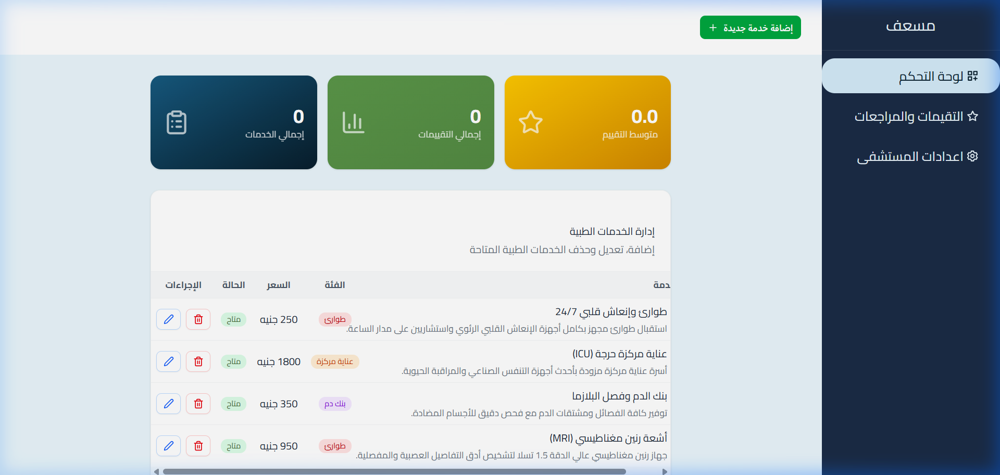 مسعف
لوحة التحكم
التقيمات والمراجعات
اعدادات المستشفى
إضافة خدمة جديدة
0.0
متوسط التقييم
0
إجمالي التقييمات
0
إجمالي الخدمات
إدارة الخدمات الطبية
إضافة، تعديل وحذف الخدمات الطبية المتاحة
دمة الفئة السعر الحالة الإجراءات
طوارئ وإنعاش قلبي 24/7
استقبال طوارئ مجهز بكامل أجهزة الإنعاش القلبي الرئوي واستشاريين على مدار الساعة.
طوارئ 250 جنيه متاح
عناية مركزة حرجة (ICU)
أسرة عناية مركزة مزودة بأحدث أجهزة التنفس الصناعي والمراقبة الحيوية.
عناية مركزة 1800 جنيه متاح
بنك الدم وفصل البلازما
توفير كافة الفصائل ومشتقات الدم مع فحص دقيق للأجسام المضادة.
بنك دم 350 جنيه متاح
أشعة رنين مغناطيسي (MRI)
جهاز رنين مغناطيسي عالي الدقة 1.5 تسلا لتشخيص أدق التفاصيل العصبية والمفصلية.
طوارئ 950 جنيه متاح